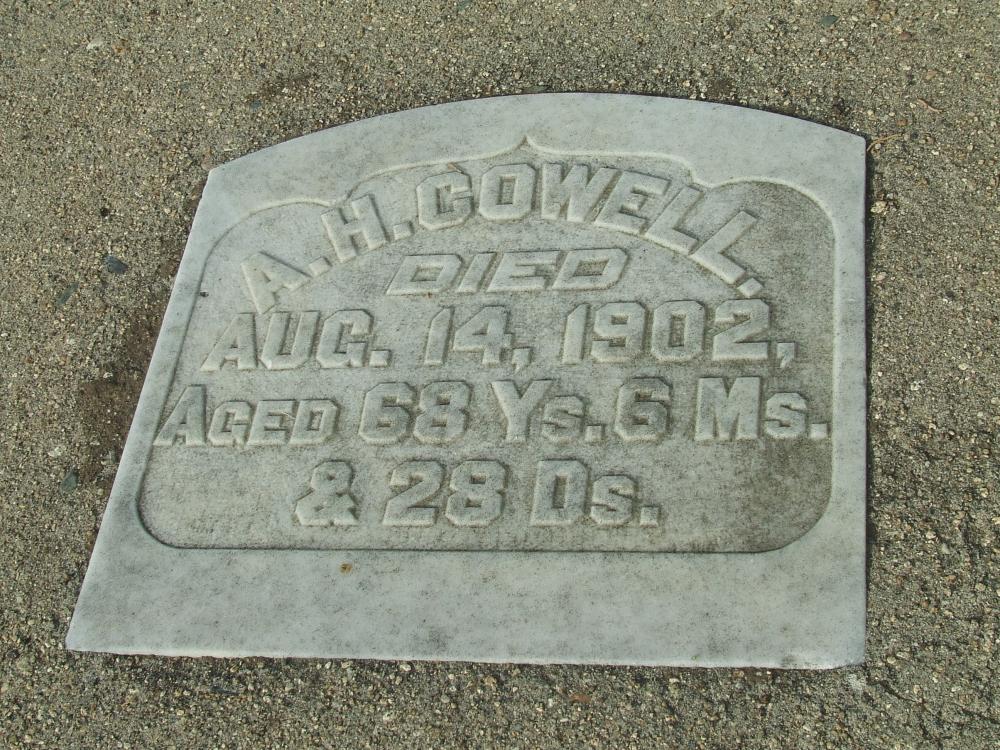 A. H. COWELL.
DIED
AUG. 14, 1902,
AGED 68 Ys. 6 Ms.
& 28 Ds.